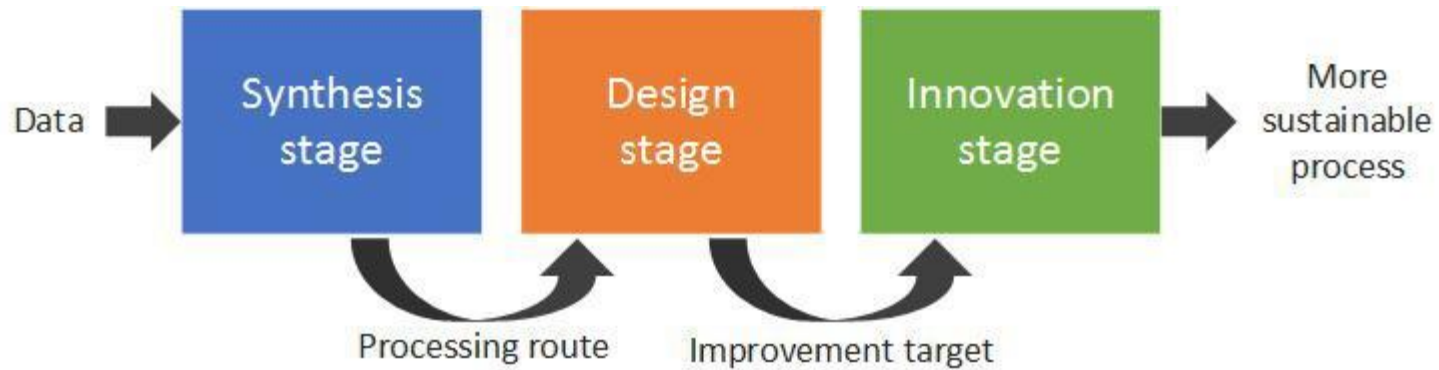 Data
Synthesis
stage
Design
stage
Innovation
stage
More
sustainable
process
Processing route
Improvement target